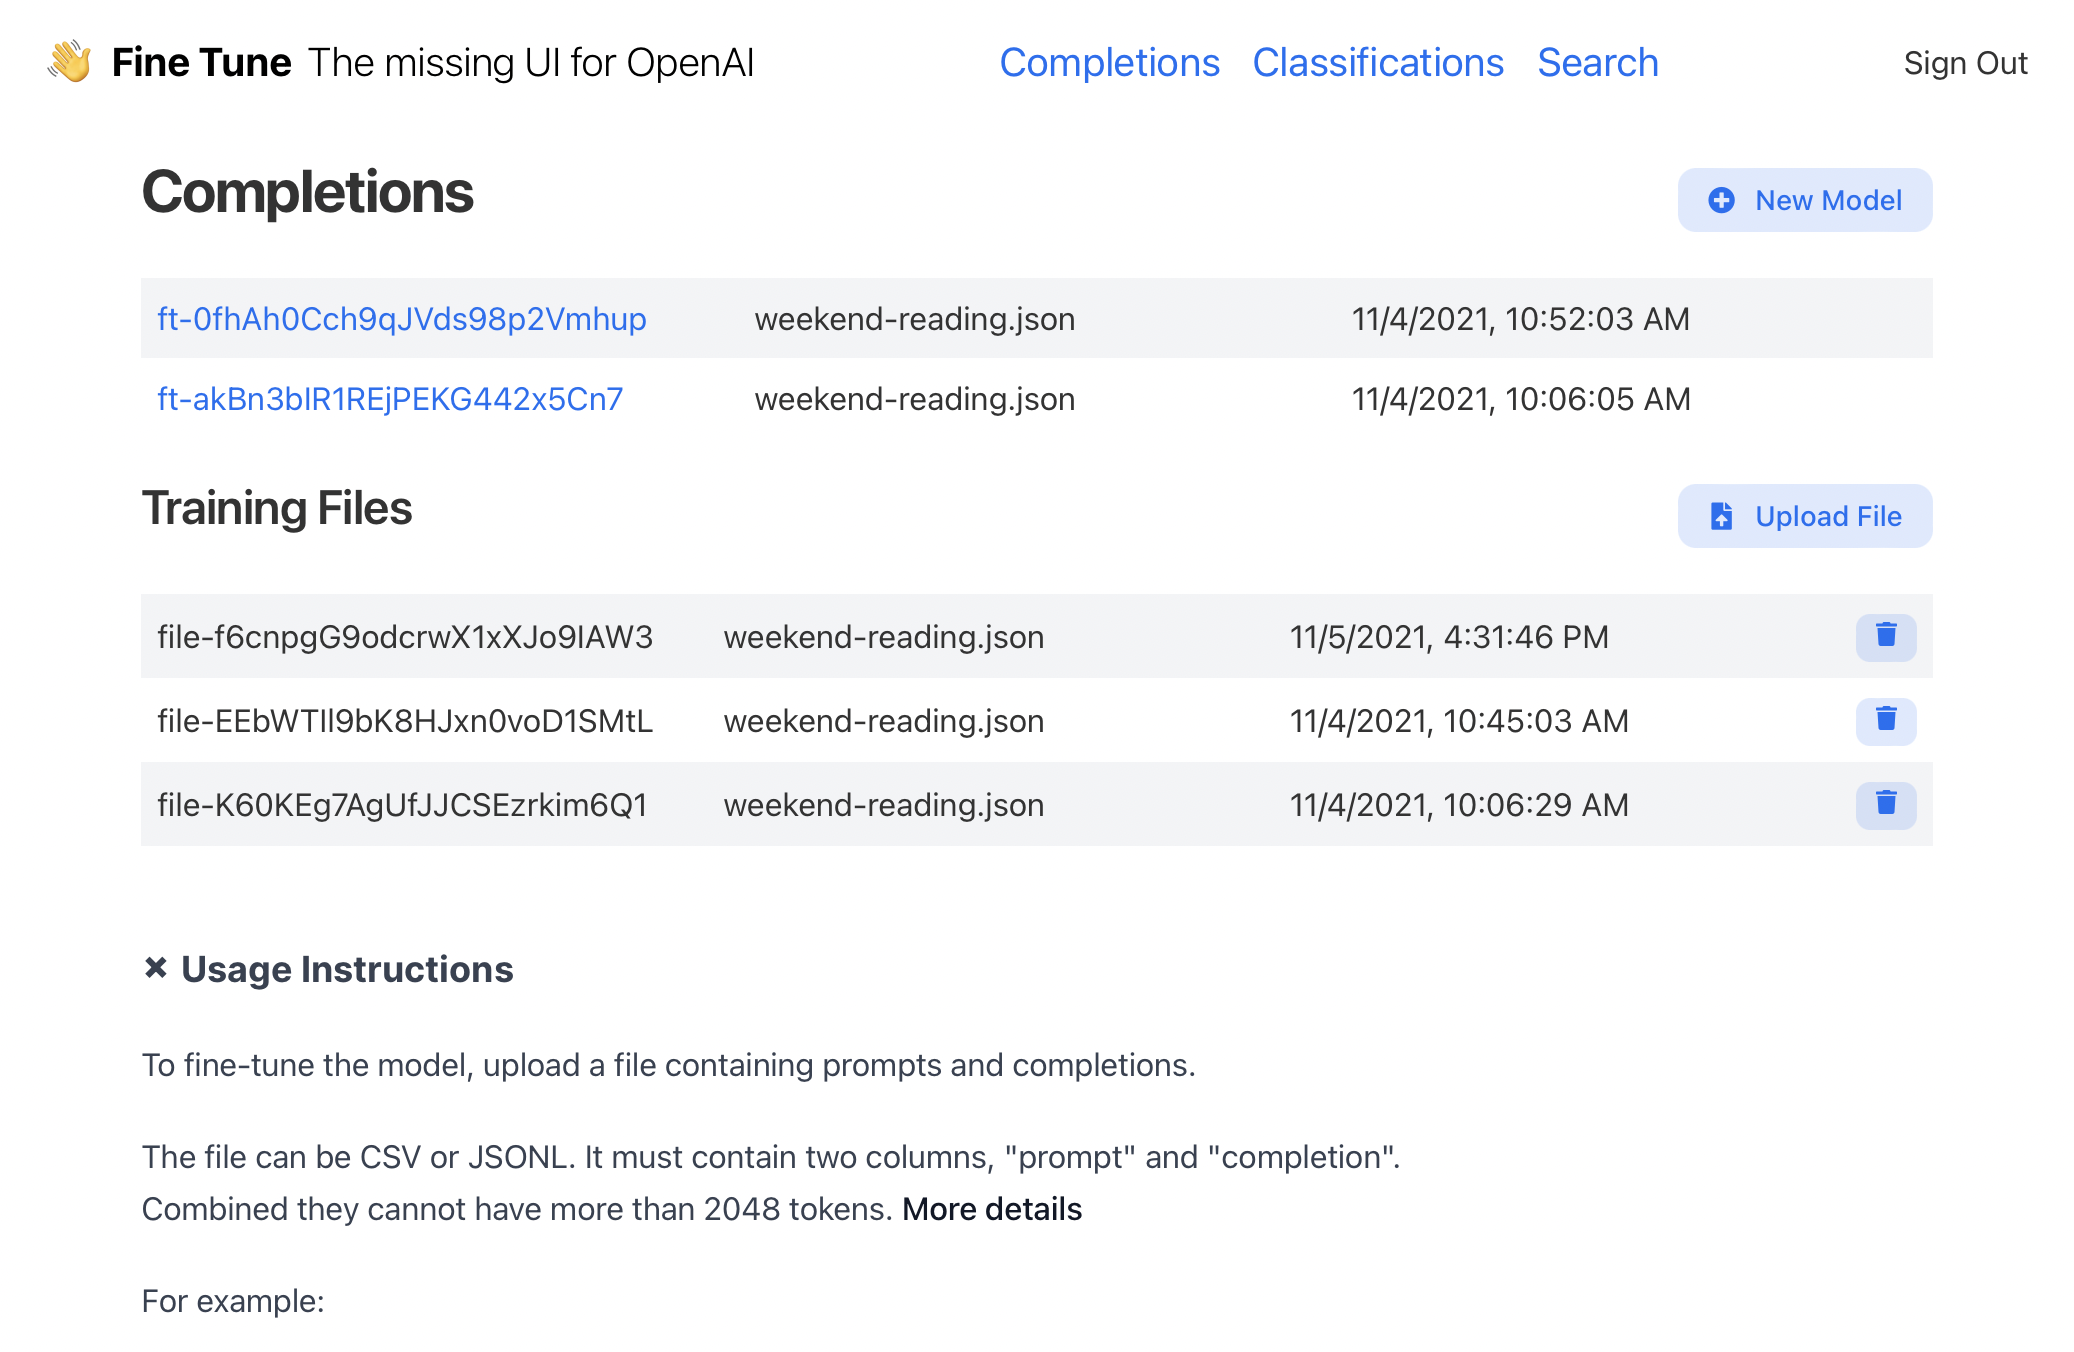 👋 Fine Tune The missing UI for OpenAI Completions Classifications Search Sign Out
Completions New Model
ft-0fhAh0Cch9qJVds98p2Vmhup weekend-reading.json 11/4/2021, 10:52:03 AM
ft-akBn3bIR1REjPEKG442x5Cn7 weekend-reading.json 11/4/2021, 10:06:05 AM
Training Files Upload File
file-f6cnpgG9odcrwX1xXJo9IAW3 weekend-reading.json 11/5/2021, 4:31:46 PM
file-EEbWTIl9bK8HJxn0voD1SMtL weekend-reading.json 11/4/2021, 10:45:03 AM
file-K60KEg7AgUfJJCSEzrkim6Q1 weekend-reading.json 11/4/2021, 10:06:29 AM
✖ Usage Instructions
To fine-tune the model, upload a file containing prompts and completions.
The file can be CSV or JSONL. It must contain two columns, "prompt" and "completion".
Combined they cannot have more than 2048 tokens. More details
For example: